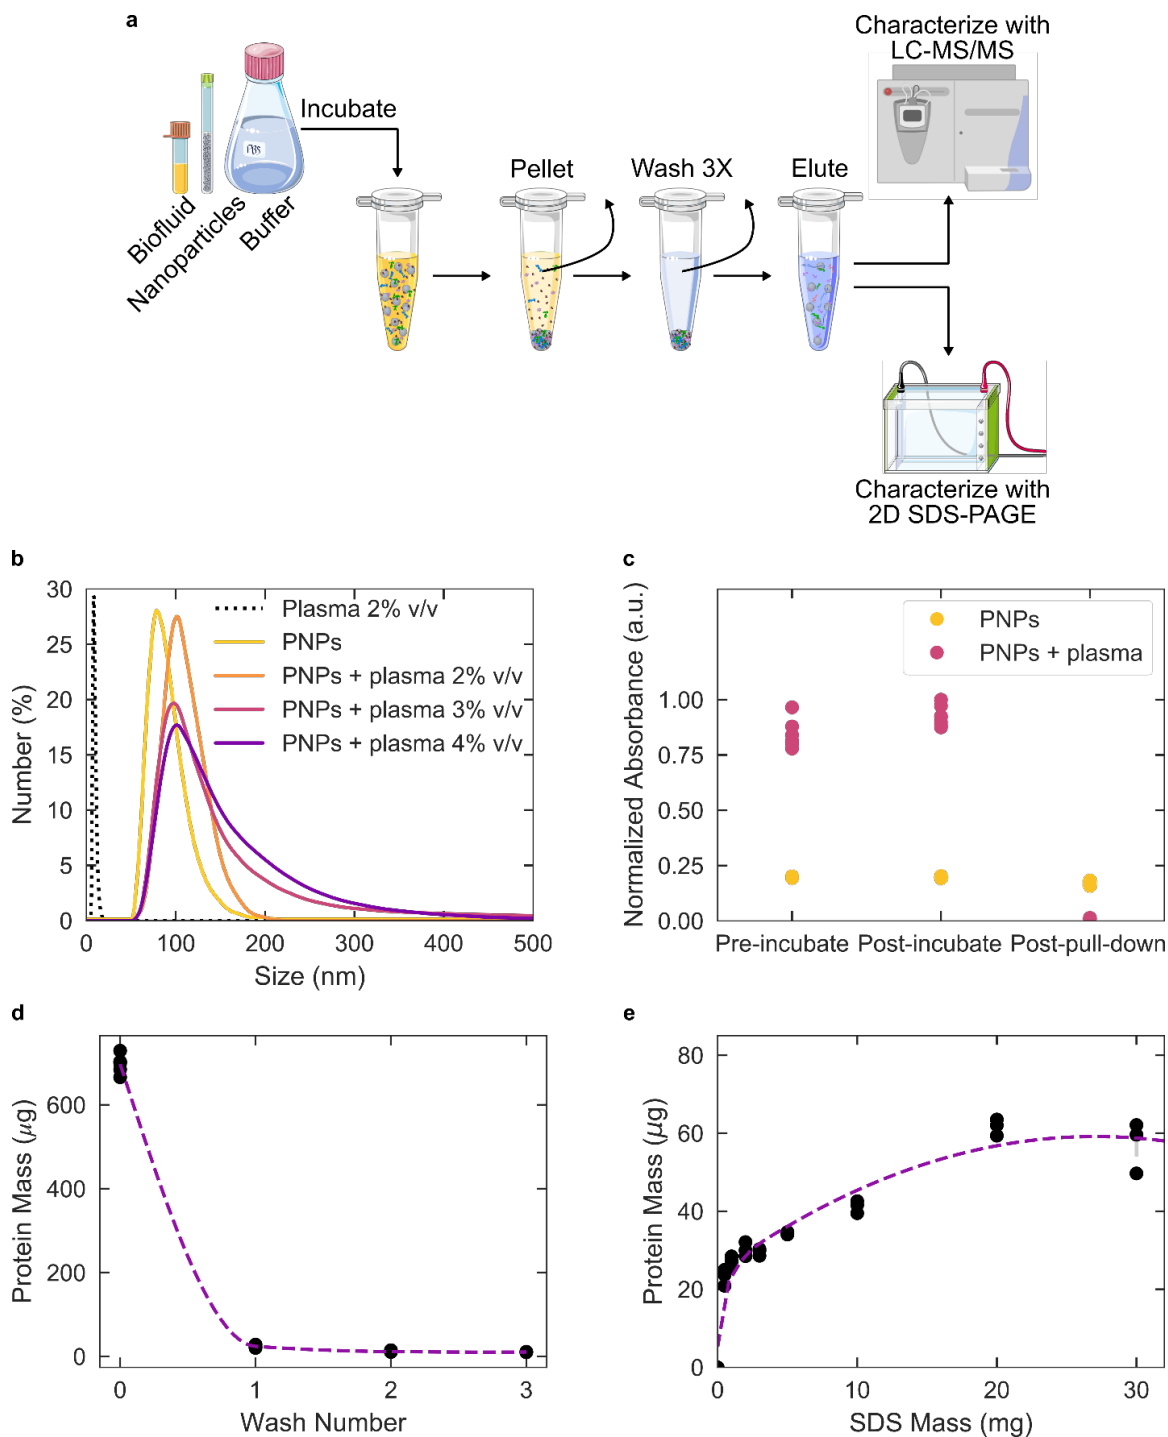 a
Characterize with
LC-MS/MS
Incubate
PBS
Pellet
Wash 3X
Elute
Biofluid
Nanoparticles
Buffer
Characterize with
2D SDS-PAGE
b
30
25
20
15
10
5
0
Number (%)
Plasma 2% v/v
PNPs
PNPs + plasma 2% v/v
PNPs + plasma 3% v/v
PNPs + plasma 4% v/v
0 100 200 300 400 500
Size (nm)
c
Normalized Absorbance (a.u.)
1.00
0.75
0.50
0.25
0.00
PNPs
PNPs + plasma
Pre-incubate Post-incubate Post-pull-down
d
Protein Mass (μg)
600
400
200
0
0 1 2 3
Wash Number
e
Protein Mass (μg)
80
60
40
20
0
0 10 20 30
SDS Mass (mg)